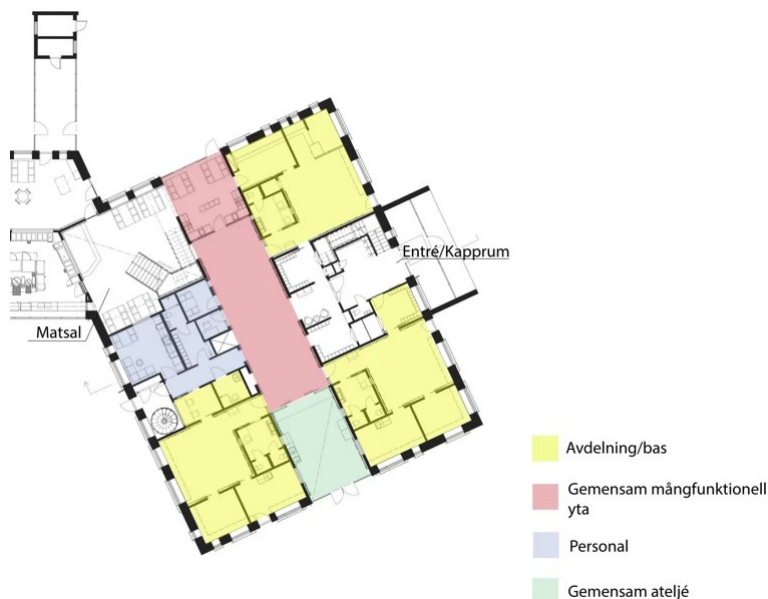 Entré/Kapprum
Matsal
Avdelning/bas
Gemensam mångfunktionell
yta
Personal
Gemensam ateljé